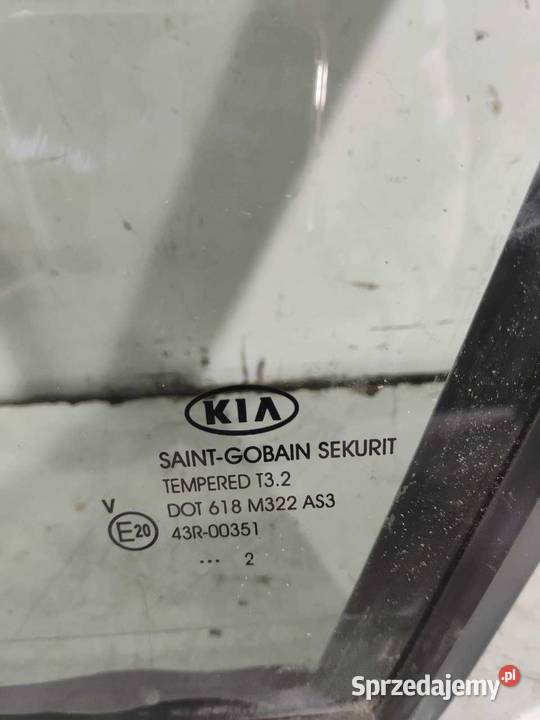 KIA
SAINT-GOBAIN SEKURIT
TEMPERED T3.2
DOT 618 M322 AS3
V
E20 43R-00351
... 2
Sprzedajemy.pl